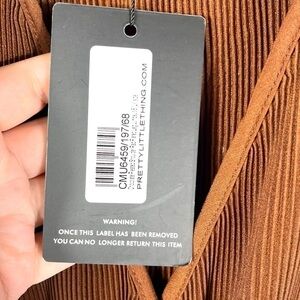 CMU6459/197/68
PRETTYLITTLETHING.COM
WARNING!
ONCE THIS LABEL HAS BEEN REMOVED
YOU CAN NO LONGER RETURN THIS ITEM